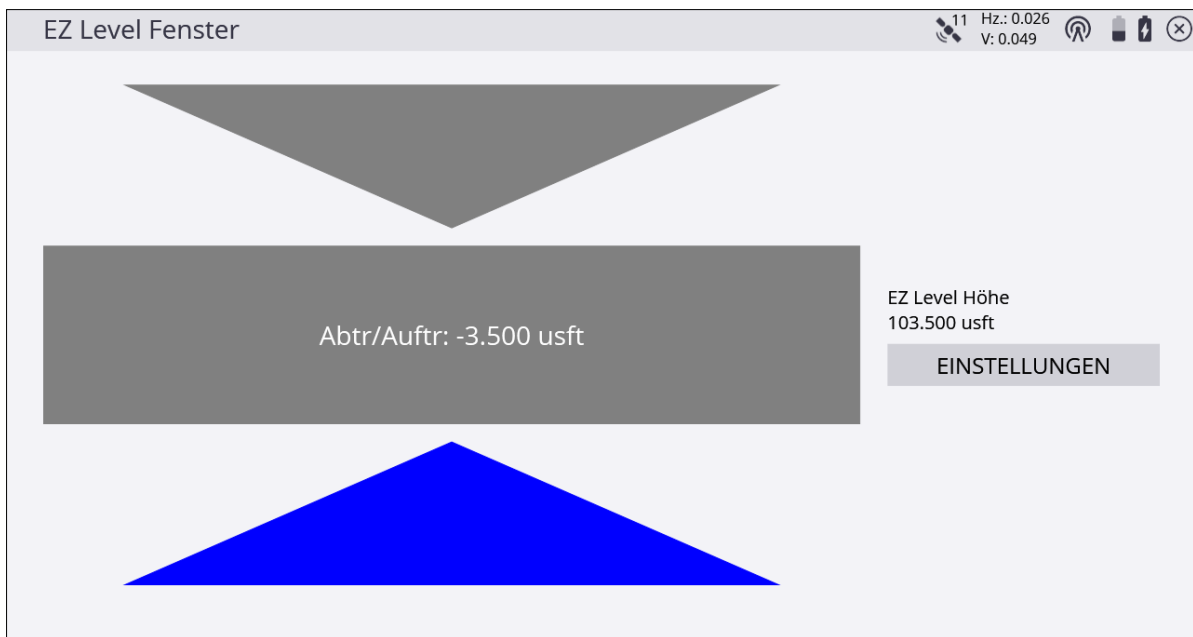 EZ Level Fenster
11
Hz.: 0.026
V: 0.049
Abtr/Auftr: -3.500 usft
EZ Level Höhe
103.500 usft
EINSTELLUNGEN